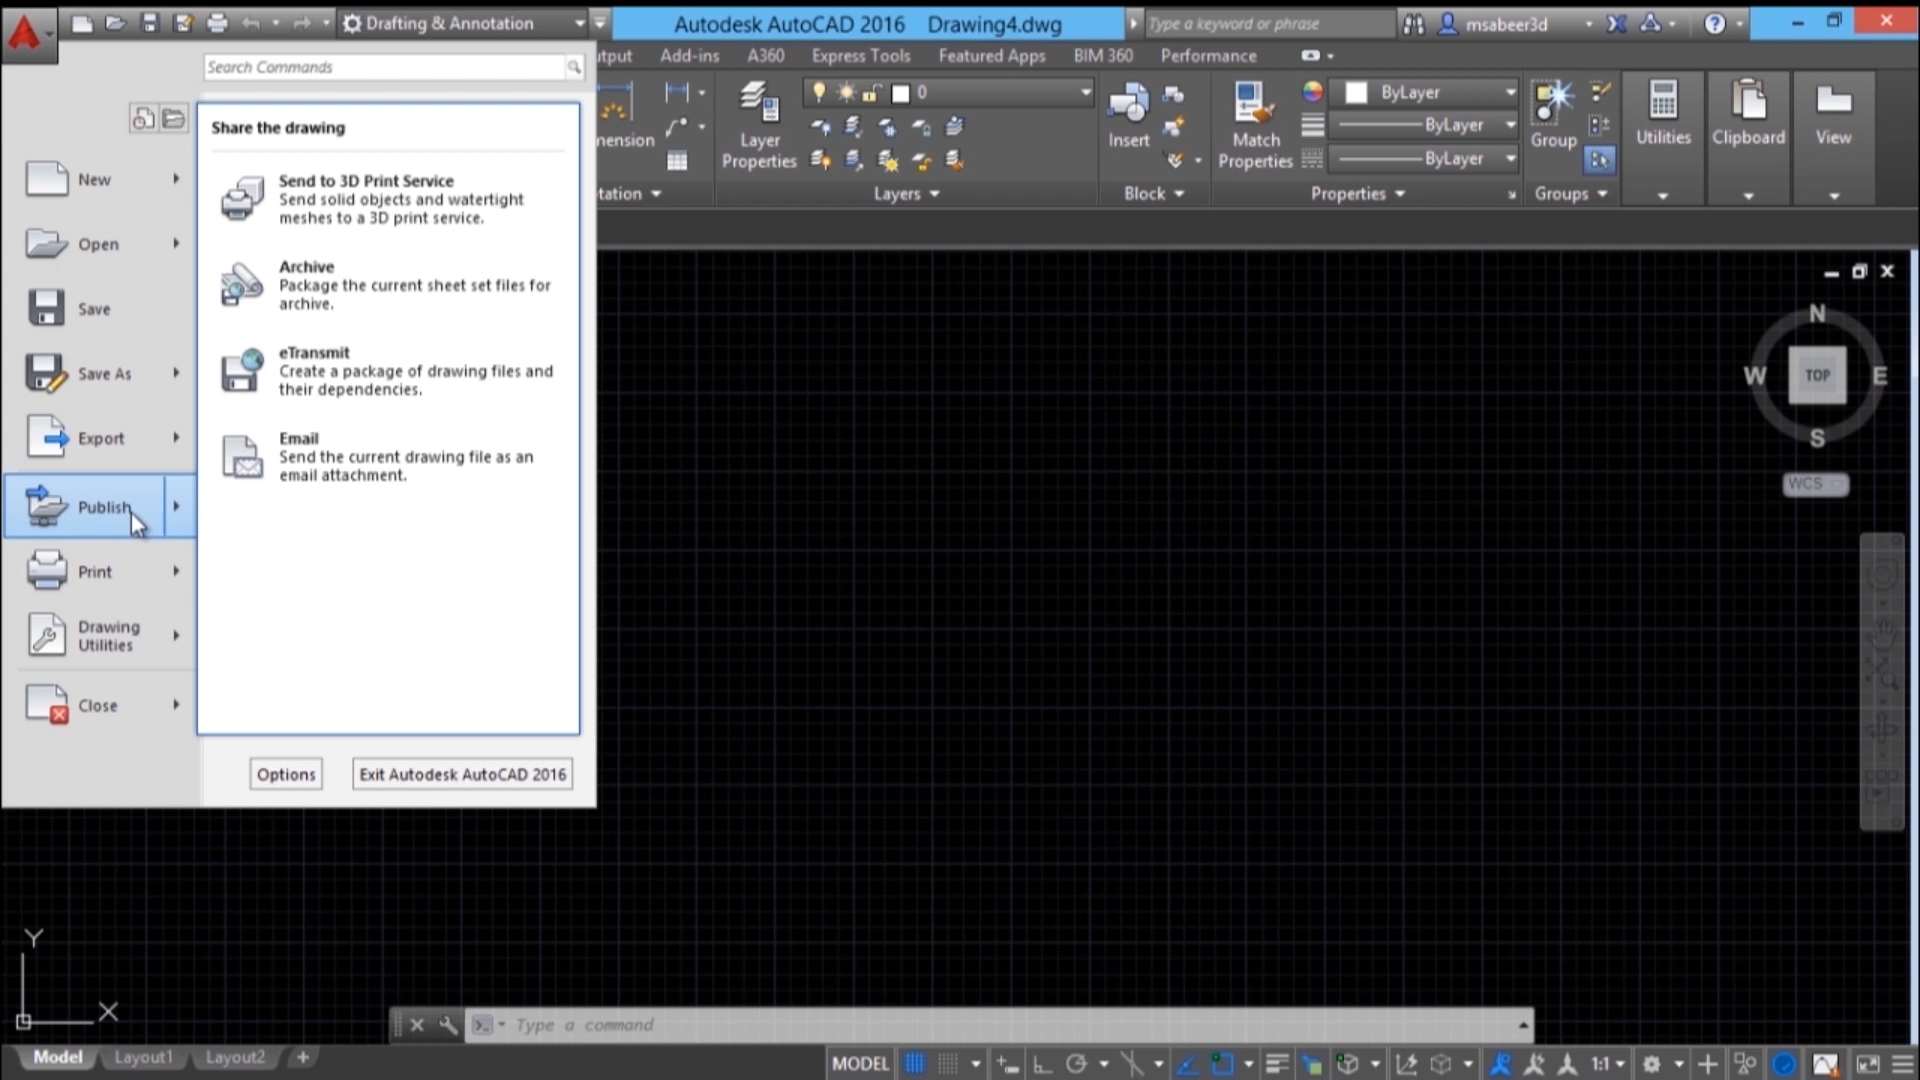 Drafting & Annotation
Autodesk AutoCAD 2016 Drawing4.dwg
Type a keyword or phrase
msabeer3d
Search Commands
Add-ins A360 Express Tools Featured Apps BIM 360 Performance
Share the drawing
Send to 3D Print Service
Send solid objects and watertight
meshes to a 3D print service.
Archive
Package the current sheet set files for
archive.
eTransmit
Create a package of drawing files and
their dependencies.
Email
Send the current drawing file as an
email attachment.
New
Open
Save
Save As
Export
Publish
Print
Drawing
Utilities
Close
Options
Exit Autodesk AutoCAD 2016
Layer
Properties
0
Layers
Insert
Block
Match
Properties
ByLayer
ByLayer
ByLayer
Properties
Group
Groups
Utilities
Clipboard
View
N
W TOP E
S
WCS
Y
X
Type a command
Model Layout1 Layout2 +
MODEL
1:1